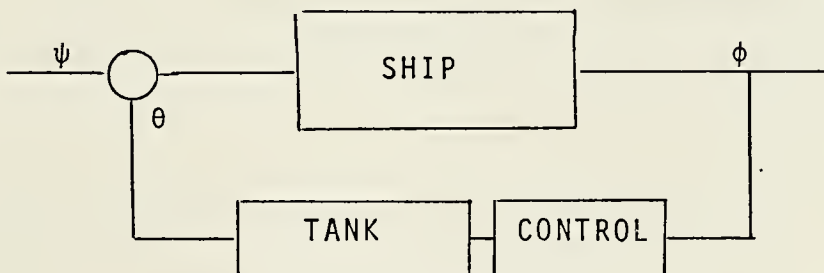 ψ
SHIP
φ
θ
TANK
CONTROL